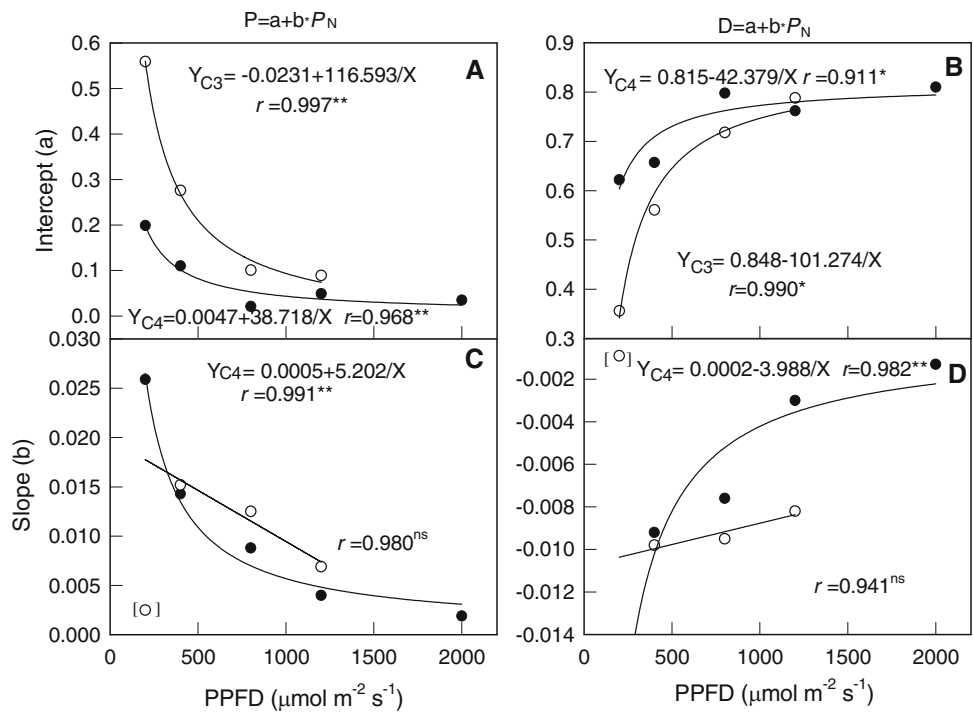 P=a+b*P_N
D=a+b*P_N
A
Y_C3 = -0.0231+116.593/X
r =0.997**
Y_C4=0.0047+38.718/X r=0.968**
0.6
0.5
0.4
0.3
0.2
0.1
0.0
Intercept (a)
B
Y_C4 = 0.815-42.379/X r =0.911*
Y_C3 = 0.848-101.274/X
r=0.990*
0.9
0.8
0.7
0.6
0.5
0.4
0.3
C
Y_C4= 0.0005+5.202/X
r =0.991**
r =0.980^ns
[ ]
0.030
0.025
0.020
0.015
0.010
0.005
0.000
Slope (b)
0 500 1000 1500 2000
PPFD (μmol m⁻² s⁻¹)
D
[ ] Y_C4= 0.0002-3.988/X r=0.982**
r =0.941^ns
-0.002
-0.004
-0.006
-0.008
-0.010
-0.012
-0.014
0 500 1000 1500 2000
PPFD (μmol m⁻² s⁻¹)